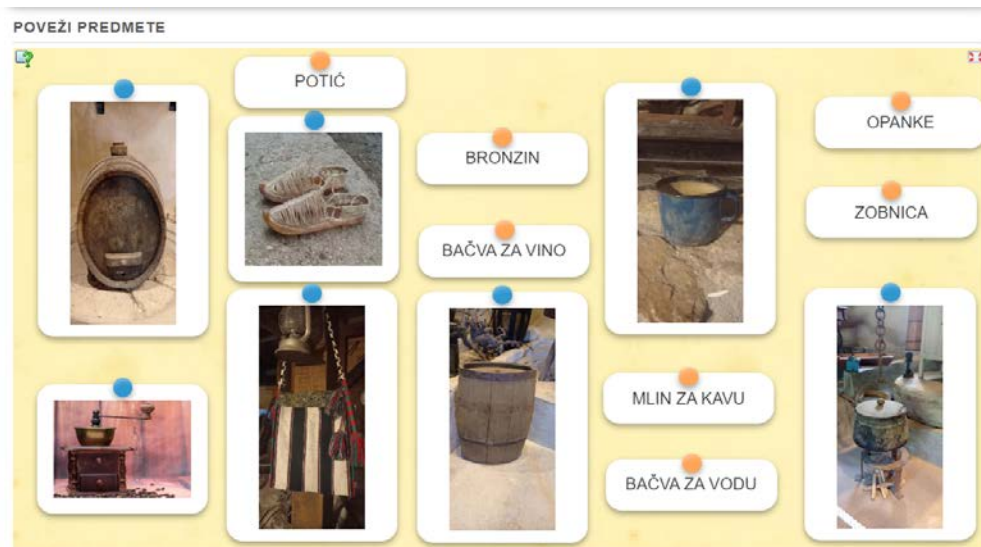 POVEŽI PREDMETE
POTIĆ
BRONZIN
BAČVA ZA VINO
OPANKE
ZOBNICA
MLIN ZA KAVU
BAČVA ZA VODU